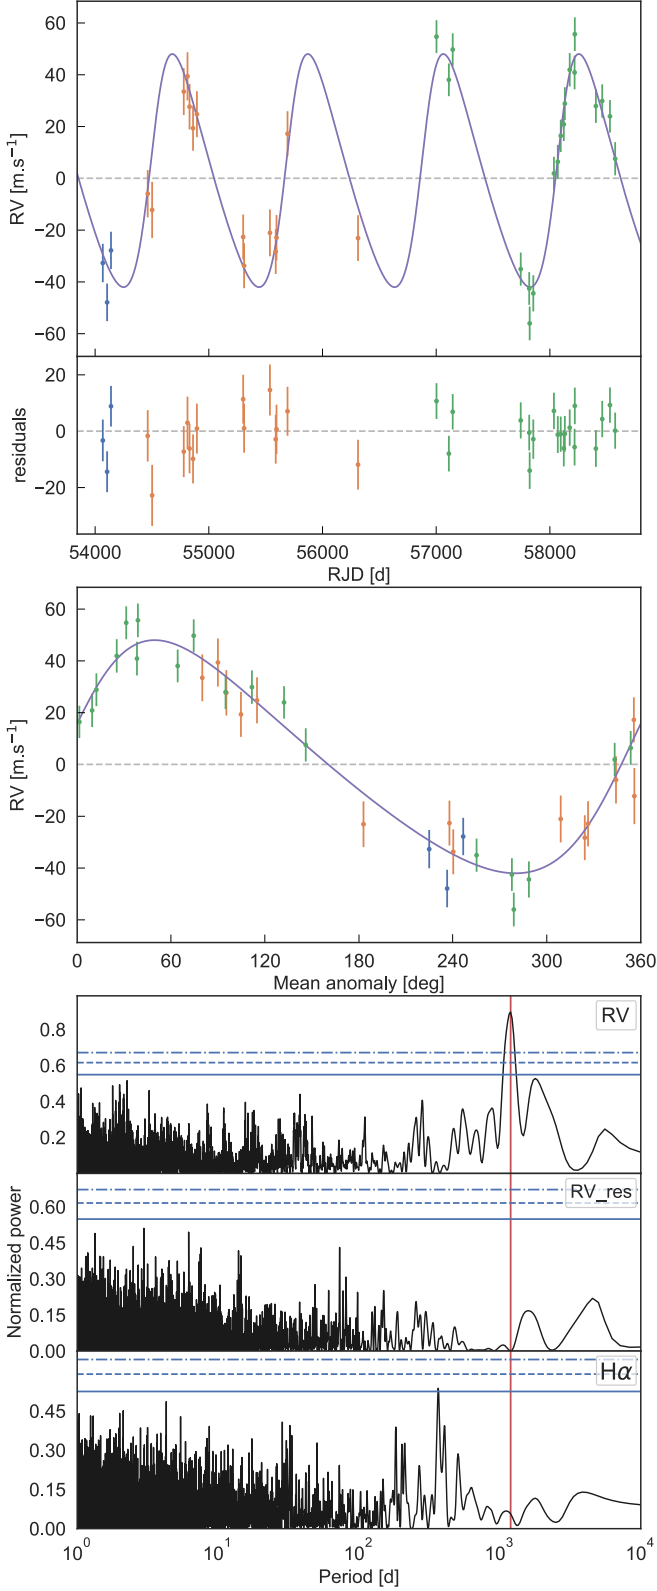 60
40
20
0
−20
−40
−60
RV [m.s⁻¹]
20
0
−20
residuals
54000 55000 56000 57000 58000
RJD [d]
60
40
20
0
−20
−40
−60
RV [m.s⁻¹]
0 60 120 180 240 300 360
Mean anomaly [deg]
RV
0.8
0.6
0.4
0.2
RV_res
0.60
0.45
0.30
0.15
0.00
Normalized power
Hα
0.45
0.30
0.15
0.00
10⁰ 10¹ 10² 10³ 10⁴
Period [d]